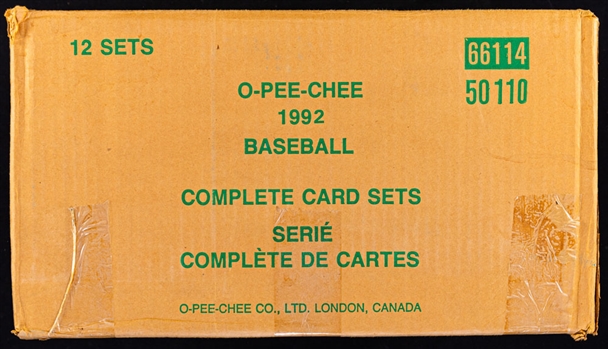 12 SETS
66114
50110
O-PEE-CHEE
1992
BASEBALL
COMPLETE CARD SETS
SERIÉ
COMPLÈTE DE CARTES
O-PEE-CHEE CO., LTD. LONDON, CANADA